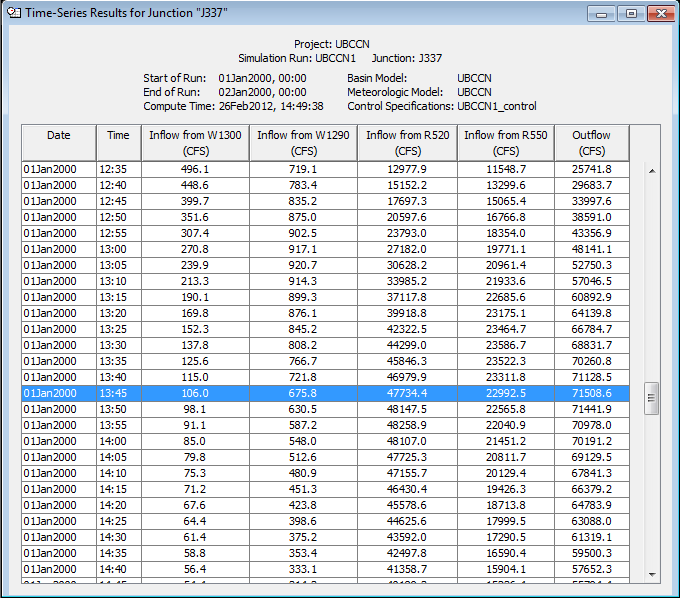 Time-Series Results for Junction "J337"
Project: UBCCN
Simulation Run: UBCCN1 Junction: J337
Start of Run: 01Jan2000, 00:00 Basin Model: UBCCN
End of Run: 02Jan2000, 00:00 Meteorologic Model: UBCCN
Compute Time: 26Feb2012, 14:49:38 Control Specifications: UBCCN1_control
Date Time Inflow from W1300 Inflow from W1290 Inflow from R520 Inflow from R550 Outflow
(CFS) (CFS) (CFS) (CFS) (CFS)
01Jan2000 12:35 496.1 719.1 12977.9 11548.7 25741.8
01Jan2000 12:40 448.6 783.4 15152.2 13299.6 29683.7
01Jan2000 12:45 399.7 835.2 17697.3 15065.4 33997.6
01Jan2000 12:50 351.6 875.0 20597.6 16766.8 38591.0
01Jan2000 12:55 307.4 902.5 23793.0 18354.0 43356.9
01Jan2000 13:00 270.8 917.1 27182.0 19771.1 48141.1
01Jan2000 13:05 239.9 920.7 30628.2 20961.4 52750.3
01Jan2000 13:10 213.3 914.3 33985.2 21933.6 57046.5
01Jan2000 13:15 190.1 899.3 37117.8 22685.6 60892.9
01Jan2000 13:20 169.8 876.1 39918.8 23175.1 64139.8
01Jan2000 13:25 152.3 845.2 42322.5 23464.7 66784.7
01Jan2000 13:30 137.8 808.2 44299.0 23586.7 68831.7
01Jan2000 13:35 125.6 766.7 45846.3 23522.3 70260.8
01Jan2000 13:40 115.0 721.8 46979.9 23311.8 71128.5
01Jan2000 13:45 106.0 675.8 47734.4 22992.5 71508.6
01Jan2000 13:50 98.1 630.5 48147.5 22565.8 71441.9
01Jan2000 13:55 91.1 587.2 48258.9 22040.9 70978.0
01Jan2000 14:00 85.0 548.0 48107.0 21451.2 70191.2
01Jan2000 14:05 79.8 512.6 47725.3 20811.7 69129.5
01Jan2000 14:10 75.3 480.9 47155.7 20129.4 67841.3
01Jan2000 14:15 71.2 451.3 46430.4 19426.3 66379.2
01Jan2000 14:20 67.6 423.8 45578.6 18713.8 64783.9
01Jan2000 14:25 64.4 398.6 44625.6 17999.5 63088.0
01Jan2000 14:30 61.4 375.2 43592.0 17290.5 61319.1
01Jan2000 14:35 58.8 353.4 42497.8 16590.4 59500.3
01Jan2000 14:40 56.4 333.1 41358.7 15904.1 57652.3
01Jan2000 14:45